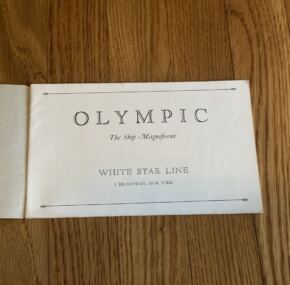 OLYMPIC
The Ship Magnificent
WHITE STAR LINE
1 BROADWAY, NEW YORK